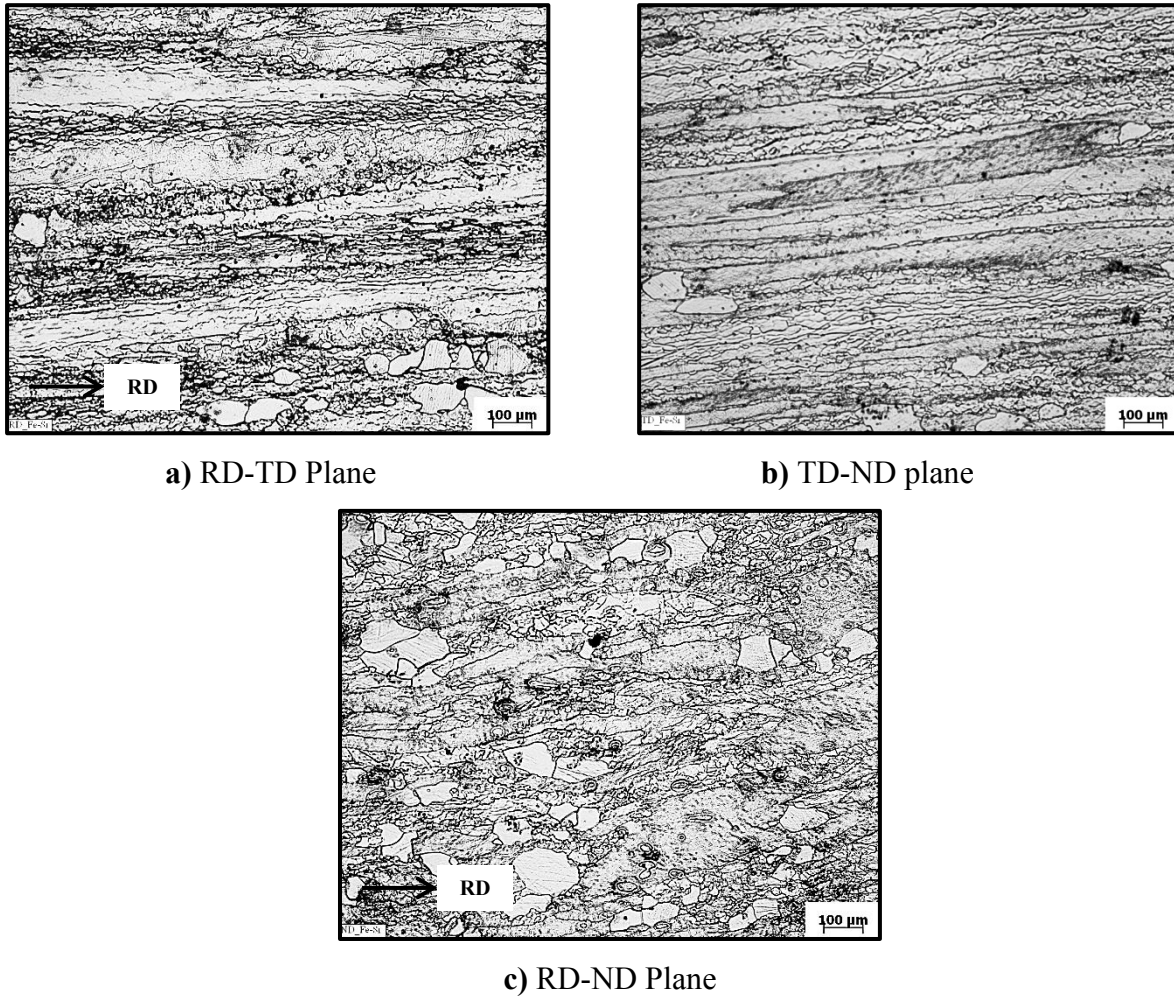 RD
100 µm
RD_Fe-Si
100 µm
TD_Fe-Si
a) RD-TD Plane
b) TD-ND plane
RD
100 µm
ND_Fe-Si
c) RD-ND Plane